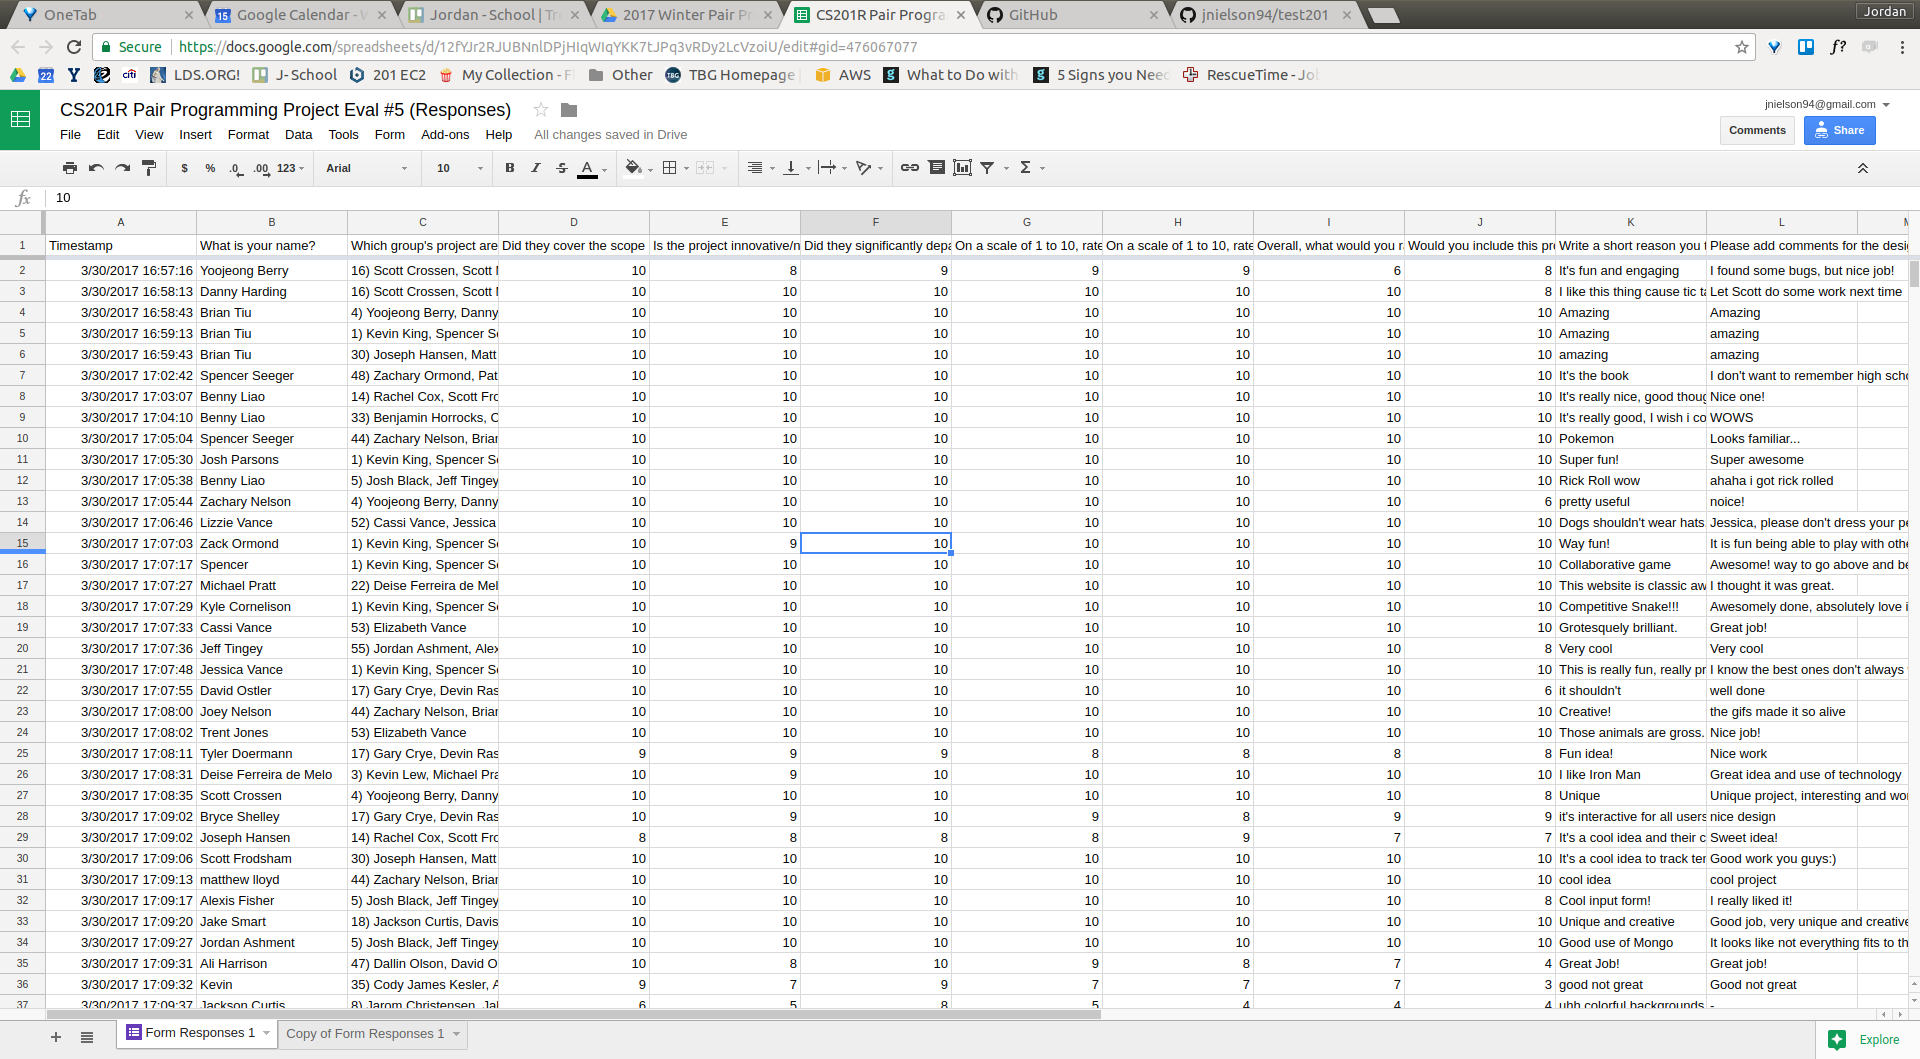 OneTab
Google Calendar - W
Jordan - School | Tre
2017 Winter Pair Pr
CS201R Pair Progra
GitHub
jnielson94/test201
Jordan
Secure https://docs.google.com/spreadsheets/d/12fYJr2RJUBNnlDPjHIqWIqYKK7tJPq3vRDy2LcVzoiU/edit#gid=476067077
LDS.ORG! J-School 201 EC2 My Collection - F Other TBG Homepage AWS What to Do with 5 Signs you Need RescueTime - Jo
CS201R Pair Programming Project Eval #5 (Responses)
jnielson94@gmail.com
File Edit View Insert Format Data Tools Form Add-ons Help All changes saved in Drive
Comments Share
$ % .0 .00 123 Arial 10 B I S A Σ
fx 10
A B C D E F G H I J K L M
1 Timestamp What is your name? Which group's project are Did they cover the scope Is the project innovative/n Did they significantly depa On a scale of 1 to 10, rate On a scale of 1 to 10, rate Overall, what would you ra Would you include this pr Write a short reason you t Please add comments for the desi
2 3/30/2017 16:57:16 Yoojeong Berry 16) Scott Crossen, Scott 10 8 9 9 9 6 8 It's fun and engaging I found some bugs, but nice job!
3 3/30/2017 16:58:13 Danny Harding 16) Scott Crossen, Scott 10 10 10 10 10 10 8 I like this thing cause tic ta Let Scott do some work next time
4 3/30/2017 16:58:43 Brian Tiu 4) Yoojeong Berry, Danny 10 10 10 10 10 10 10 Amazing Amazing
5 3/30/2017 16:59:13 Brian Tiu 1) Kevin King, Spencer Se 10 10 10 10 10 10 10 Amazing amazing
6 3/30/2017 16:59:43 Brian Tiu 30) Joseph Hansen, Matt 10 10 10 10 10 10 10 amazing amazing
7 3/30/2017 17:02:42 Spencer Seeger 48) Zachary Ormond, Pat 10 10 10 10 10 10 10 It's the book I don't want to remember high scho
8 3/30/2017 17:03:07 Benny Liao 14) Rachel Cox, Scott Fro 10 10 10 10 10 10 10 It's really nice, good thoug Nice one!
9 3/30/2017 17:04:10 Benny Liao 33) Benjamin Horrocks, C 10 10 10 10 10 10 10 It's really good, I wish i co WOWS
10 3/30/2017 17:05:04 Spencer Seeger 44) Zachary Nelson, Brian 10 10 10 10 10 10 10 Pokemon Looks familiar...
11 3/30/2017 17:05:30 Josh Parsons 1) Kevin King, Spencer Se 10 10 10 10 10 10 10 Super fun! Super awesome
12 3/30/2017 17:05:38 Benny Liao 5) Josh Black, Jeff Tingey 10 10 10 10 10 10 10 Rick Roll wow ahaha i got rick rolled
13 3/30/2017 17:05:44 Zachary Nelson 4) Yoojeong Berry, Danny 10 10 10 10 10 10 6 pretty useful noice!
14 3/30/2017 17:06:46 Lizzie Vance 52) Cassi Vance, Jessica 10 10 10 10 10 10 10 Dogs shouldn't wear hats. Jessica, please don't dress your pe
15 3/30/2017 17:07:03 Zack Ormond 1) Kevin King, Spencer Se 10 9 10 10 10 10 10 Way fun! It is fun being able to play with othe
16 3/30/2017 17:07:17 Spencer 1) Kevin King, Spencer Se 10 10 10 10 10 10 10 Collaborative game Awesome! way to go above and be
17 3/30/2017 17:07:27 Michael Pratt 22) Deise Ferreira de Mel 10 10 10 10 10 10 10 This website is classic aw I thought it was great.
18 3/30/2017 17:07:29 Kyle Cornelison 1) Kevin King, Spencer Se 10 10 10 10 10 10 10 Competitive Snake!!! Awesomely done, absolutely love i
19 3/30/2017 17:07:33 Cassi Vance 53) Elizabeth Vance 10 10 10 10 10 10 10 Grotesquely brilliant. Great job!
20 3/30/2017 17:07:36 Jeff Tingey 55) Jordan Ashment, Alex 10 10 10 10 10 10 8 Very cool Very cool
21 3/30/2017 17:07:48 Jessica Vance 1) Kevin King, Spencer Se 10 10 10 10 10 10 10 This is really fun, really pr I know the best ones don't always
22 3/30/2017 17:07:55 David Ostler 17) Gary Crye, Devin Ras 10 10 10 10 10 10 6 it shouldn't well done
23 3/30/2017 17:08:00 Joey Nelson 44) Zachary Nelson, Brian 10 10 10 10 10 10 10 Creative! the gifs made it so alive
24 3/30/2017 17:08:02 Trent Jones 53) Elizabeth Vance 10 10 10 10 10 10 10 Those animals are gross. Nice job!
25 3/30/2017 17:08:11 Tyler Doermann 17) Gary Crye, Devin Ras 9 9 9 8 8 8 8 Fun idea! Nice work
26 3/30/2017 17:08:31 Deise Ferreira de Melo 3) Kevin Lew, Michael Pra 10 9 10 10 10 10 10 I like Iron Man Great idea and use of technology
27 3/30/2017 17:08:35 Scott Crossen 4) Yoojeong Berry, Danny 10 10 10 10 10 10 8 Unique Unique project, interesting and wo
28 3/30/2017 17:09:02 Bryce Shelley 17) Gary Crye, Devin Ras 10 9 10 9 8 9 9 it's interactive for all users nice design
29 3/30/2017 17:09:02 Joseph Hansen 14) Rachel Cox, Scott Fro 8 8 8 8 9 7 7 It's a cool idea and their c Sweet idea!
30 3/30/2017 17:09:06 Scott Frodsham 30) Joseph Hansen, Matt 10 10 10 10 10 10 10 It's a cool idea to track ter Good work you guys:)
31 3/30/2017 17:09:13 matthew lloyd 44) Zachary Nelson, Brian 10 10 10 10 10 10 10 cool idea cool project
32 3/30/2017 17:09:17 Alexis Fisher 5) Josh Black, Jeff Tingey 10 10 10 10 10 10 8 Cool input form! I really liked it!
33 3/30/2017 17:09:20 Jake Smart 18) Jackson Curtis, Davis 10 10 10 10 10 10 10 Unique and creative Good job, very unique and creative
34 3/30/2017 17:09:27 Jordan Ashment 5) Josh Black, Jeff Tingey 10 10 10 10 10 10 10 Good use of Mongo It looks like not everything fits to th
35 3/30/2017 17:09:31 Ali Harrison 47) Dallin Olson, David O 10 8 10 9 8 7 4 Great Job! Great job!
36 3/30/2017 17:09:32 Kevin 35) Cody James Kesler, A 9 7 9 7 7 7 3 good not great Good not great
37 3/30/2017 17:09:37 Jackson Curtis 8) Jarom Christensen, Ja 6 5 8 5 4 4 4 uhh colorful backgrounds -
Form Responses 1 Copy of Form Responses 1 Explore